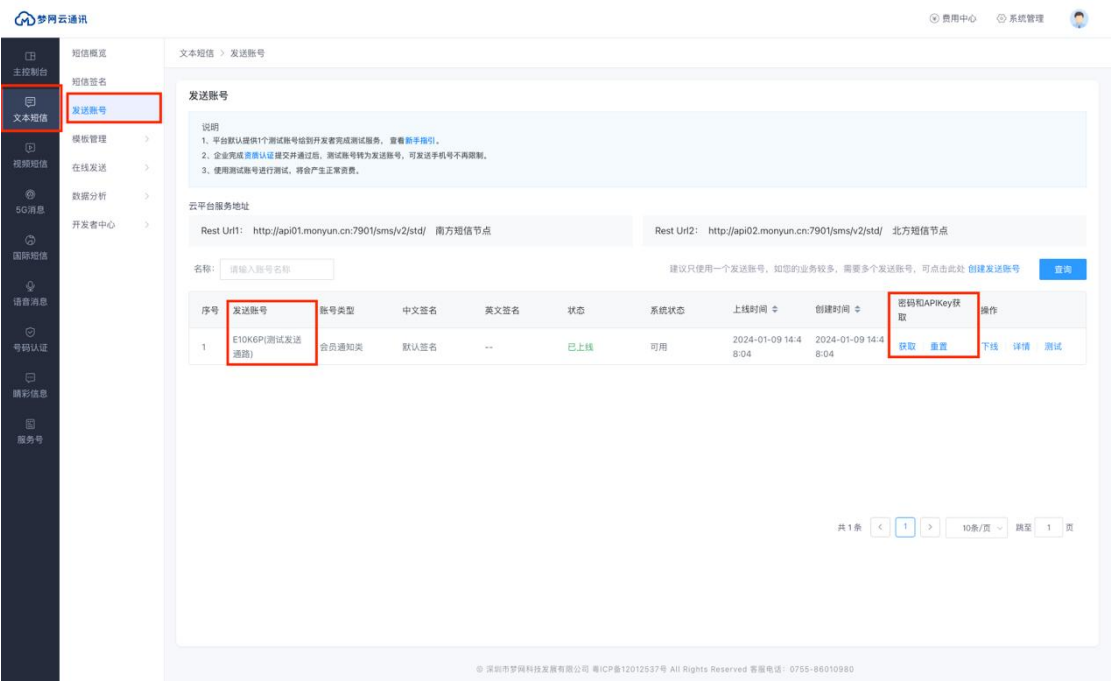 梦网云通讯
费用中心
系统管理
主控制台
文本短信
视频短信
5G消息
国际短信
语音消息
号码认证
睛彩信息
服务号
短信概览
短信签名
发送账号
模板管理
在线发送
数据分析
开发者中心
文本短信 > 发送账号
发送账号
说明
1、平台默认提供1个测试账号给到开发者完成测试服务， 查看新手指引。
2、企业完成资质认证提交并通过后，测试账号转为发送账号，可发送手机号不再限制。
3、使用测试账号进行测试，将会产生正常资费。
云平台服务地址
Rest Url1： http://api01.monyun.cn:7901/sms/v2/std/ 南方短信节点
Rest Url2： http://api02.monyun.cn:7901/sms/v2/std/ 北方短信节点
名称： 请输入账号名称
建议只使用一个发送账号，如您的业务较多，需要多个发送账号，可点击此处 创建发送账号
查询
序号 发送账号 账号类型 中文签名 英文签名 状态 系统状态 上线时间 创建时间 密码和APIKey获取 操作
1 E10K6P(测试发送通路) 会员通知类 默认签名 -- 已上线 可用 2024-01-09 14:48:04 2024-01-09 14:48:04 获取 重置 下线 详情 测试
共 1 条 < 1 > 10条/页 跳至 1 页
© 深圳市梦网科技发展有限公司 粤ICP备12012537号 All Rights Reserved 客服电话：0755-86010980